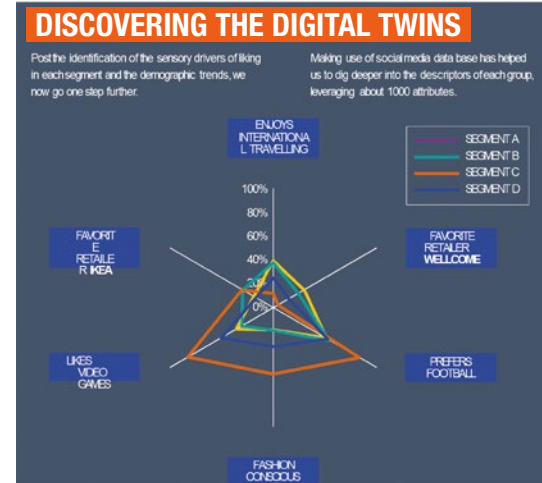 DISCOVERING THE DIGITAL TWINS
Post the identification of the sensory drivers of liking
in each segment and the demographic trends, we
now go one step further.
Making use of social media data base has helped
us to dig deeper into the descriptors of each group,
leveraging about 1000 attributes.
ENJOYS
INTERNATIONA
L TRAVELLING
SEGMENT A
SEGMENT B
SEGMENT C
SEGMENT D
100%
80%
60%
40%
20%
0%
FAVORIT
E
RETAILE
R IKEA
FAVORITE
RETAILER
WELLCOME
LIKES
VIDEO
GAMES
PREFERS
FOOTBALL
FASHION
CONSCIOUS